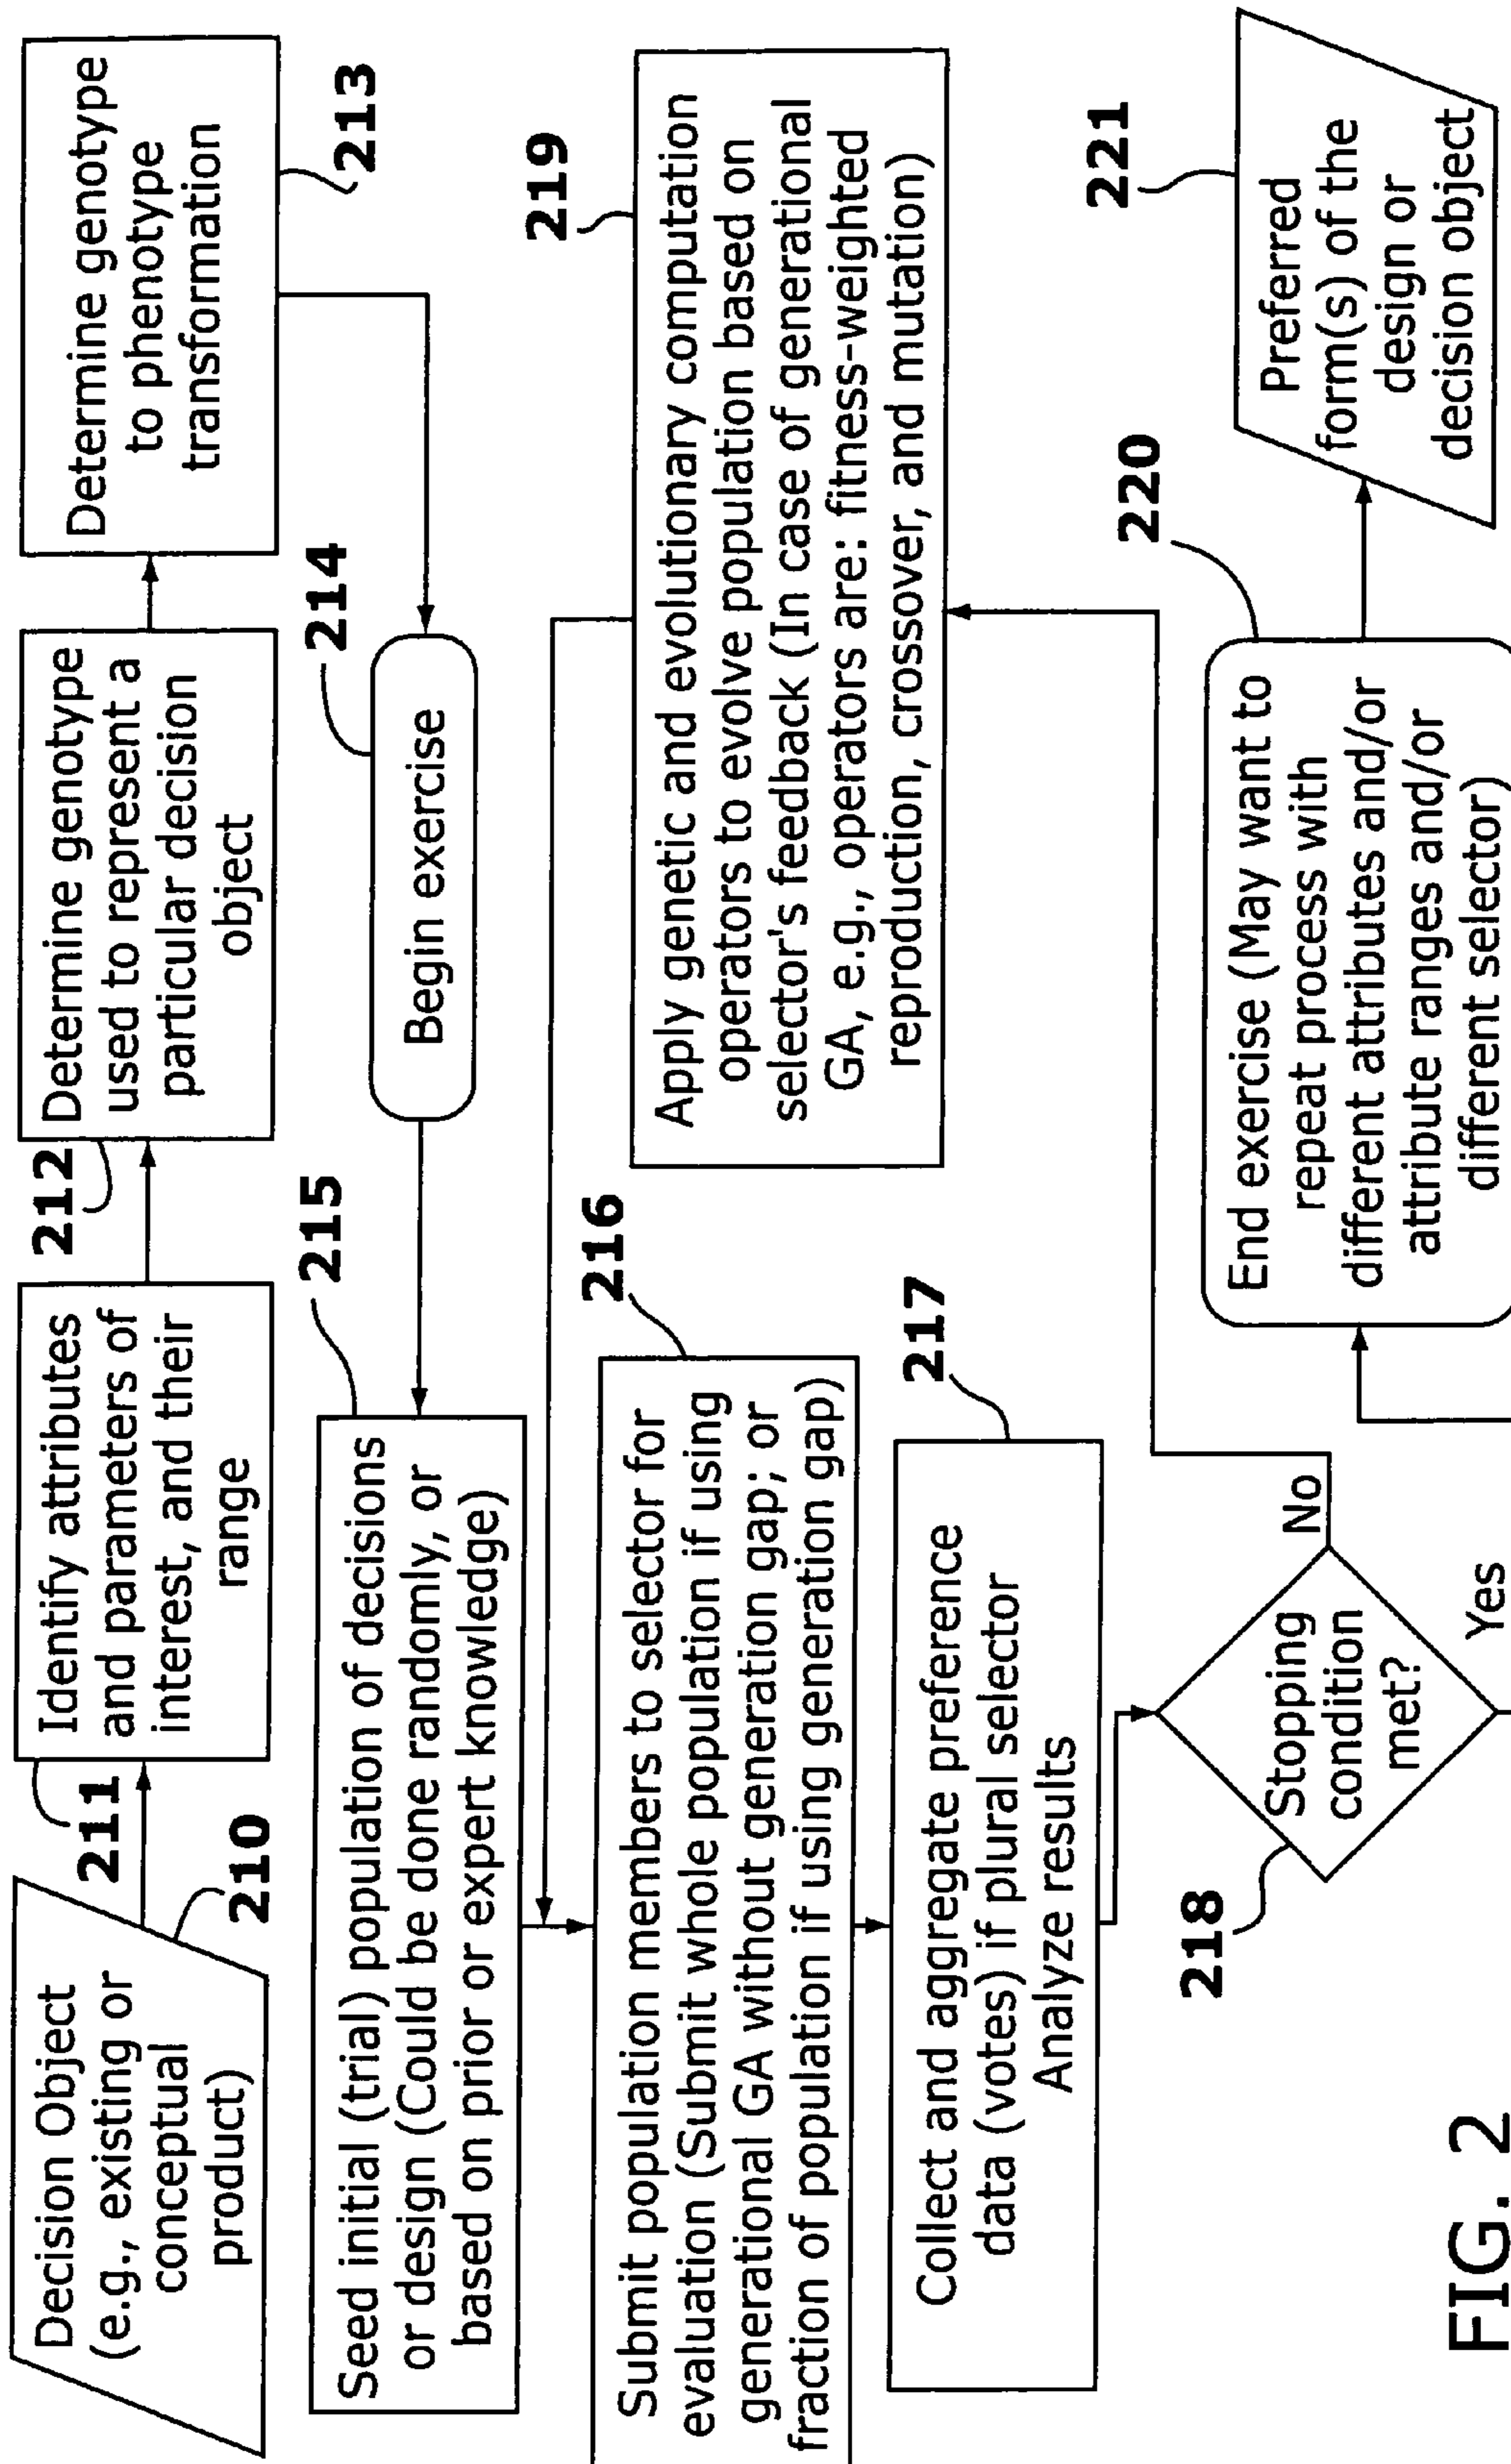 Decision Object
(e.g., existing or
conceptual
product)
210
211
Identify attributes
and parameters of
interest, and their
range
212
Determine genotype
used to represent a
particular decision
object
Determine genotype
to phenotype
transformation
213
214
Begin exercise
215
Seed initial (trial) population of decisions
or design (Could be done randomly, or
based on prior or expert knowledge)
216
Submit population members to selector for
evaluation (Submit whole population if using
generational GA without generation gap; or
fraction of population if using generation gap)
217
Collect and aggregate preference
data (votes) if plural selector
Analyze results
218
Stopping
condition
met?
No
Yes
219
Apply genetic and evolutionary computation
operators to evolve population based on
selector's feedback (In case of generational
GA, e.g., operators are: fitness-weighted
reproduction, crossover, and mutation)
220
End exercise (May want to
repeat process with
different attributes and/or
attribute ranges and/or
different selector)
221
Preferred
form(s) of the
design or
decision object
FIG. 2